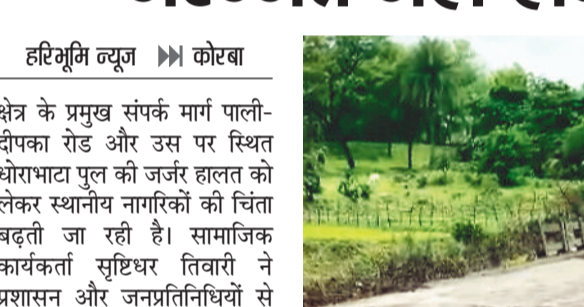 हरिभूमि न्यूज ▶▶ कोरबा
क्षेत्र के प्रमुख संपर्क मार्ग पाली-
दीपका रोड और उस पर स्थित
धोराभाटा पुल की जर्जर हालत को
लेकर स्थानीय नागरिकों की चिंता
बढ़ती जा रही है। सामाजिक
कार्यकर्ता सृष्टिधर तिवारी ने
प्रशासन और जनप्रतिनिधियों से